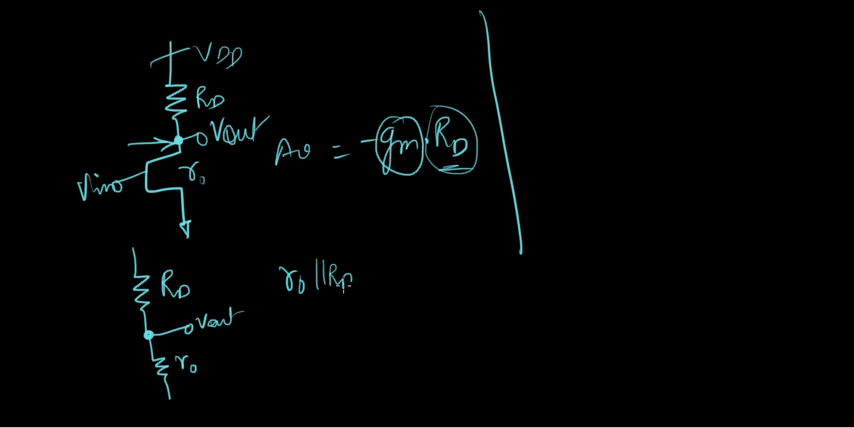 VDD
RD
Vout
Vin
r0
Av = -gm·RD
RD
Vout
r0
r0||RD